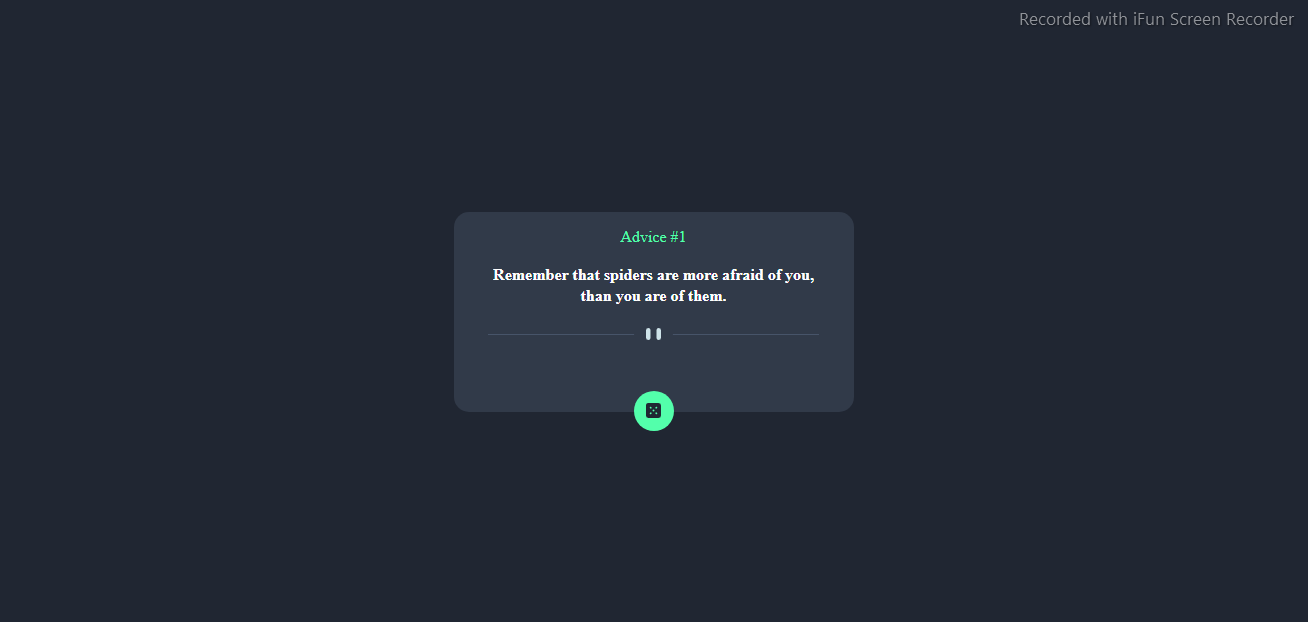 Recorded with iFun Screen Recorder
Advice #1
Remember that spiders are more afraid of you,
than you are of them.